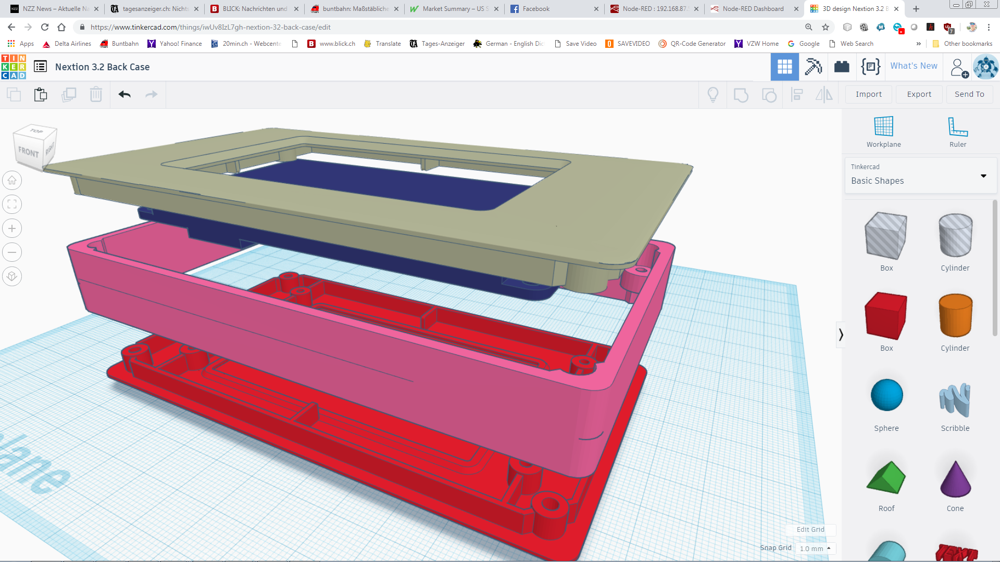 NZZ NZZ News – Aktuelle Na
tagesanzeiger.ch: Nichts
B BLICK: Nachrichten und
buntbahn: Maßstäbliche
Market Summary – US S
Facebook
Node-RED : 192.168.87.
Node-RED Dashboard
3D design Nextion 3.2 B
https://www.tinkercad.com/things/iwUv8IzL7gh-nextion-32-back-case/edit
7
Apps
Delta Airlines
Buntbahn
Yahoo! Finance
20min.ch - Webcente
B www.blick.ch
Translate
Tages-Anzeiger
German - English Dic
Save Video
SAVEVIDEO
QR-Code Generator
VZW Home
Google
Web Search
»
Other bookmarks
TIN
KER
CAD
Nextion 3.2 Back Case
What's New
Import
Export
Send To
TOP
FRONT
RIGHT
Workplane
Ruler
Tinkercad
Basic Shapes
Box
Cylinder
Box
Cylinder
Sphere
Scribble
Roof
Cone
TEXT
lane
Edit Grid
Snap Grid
1.0 mm